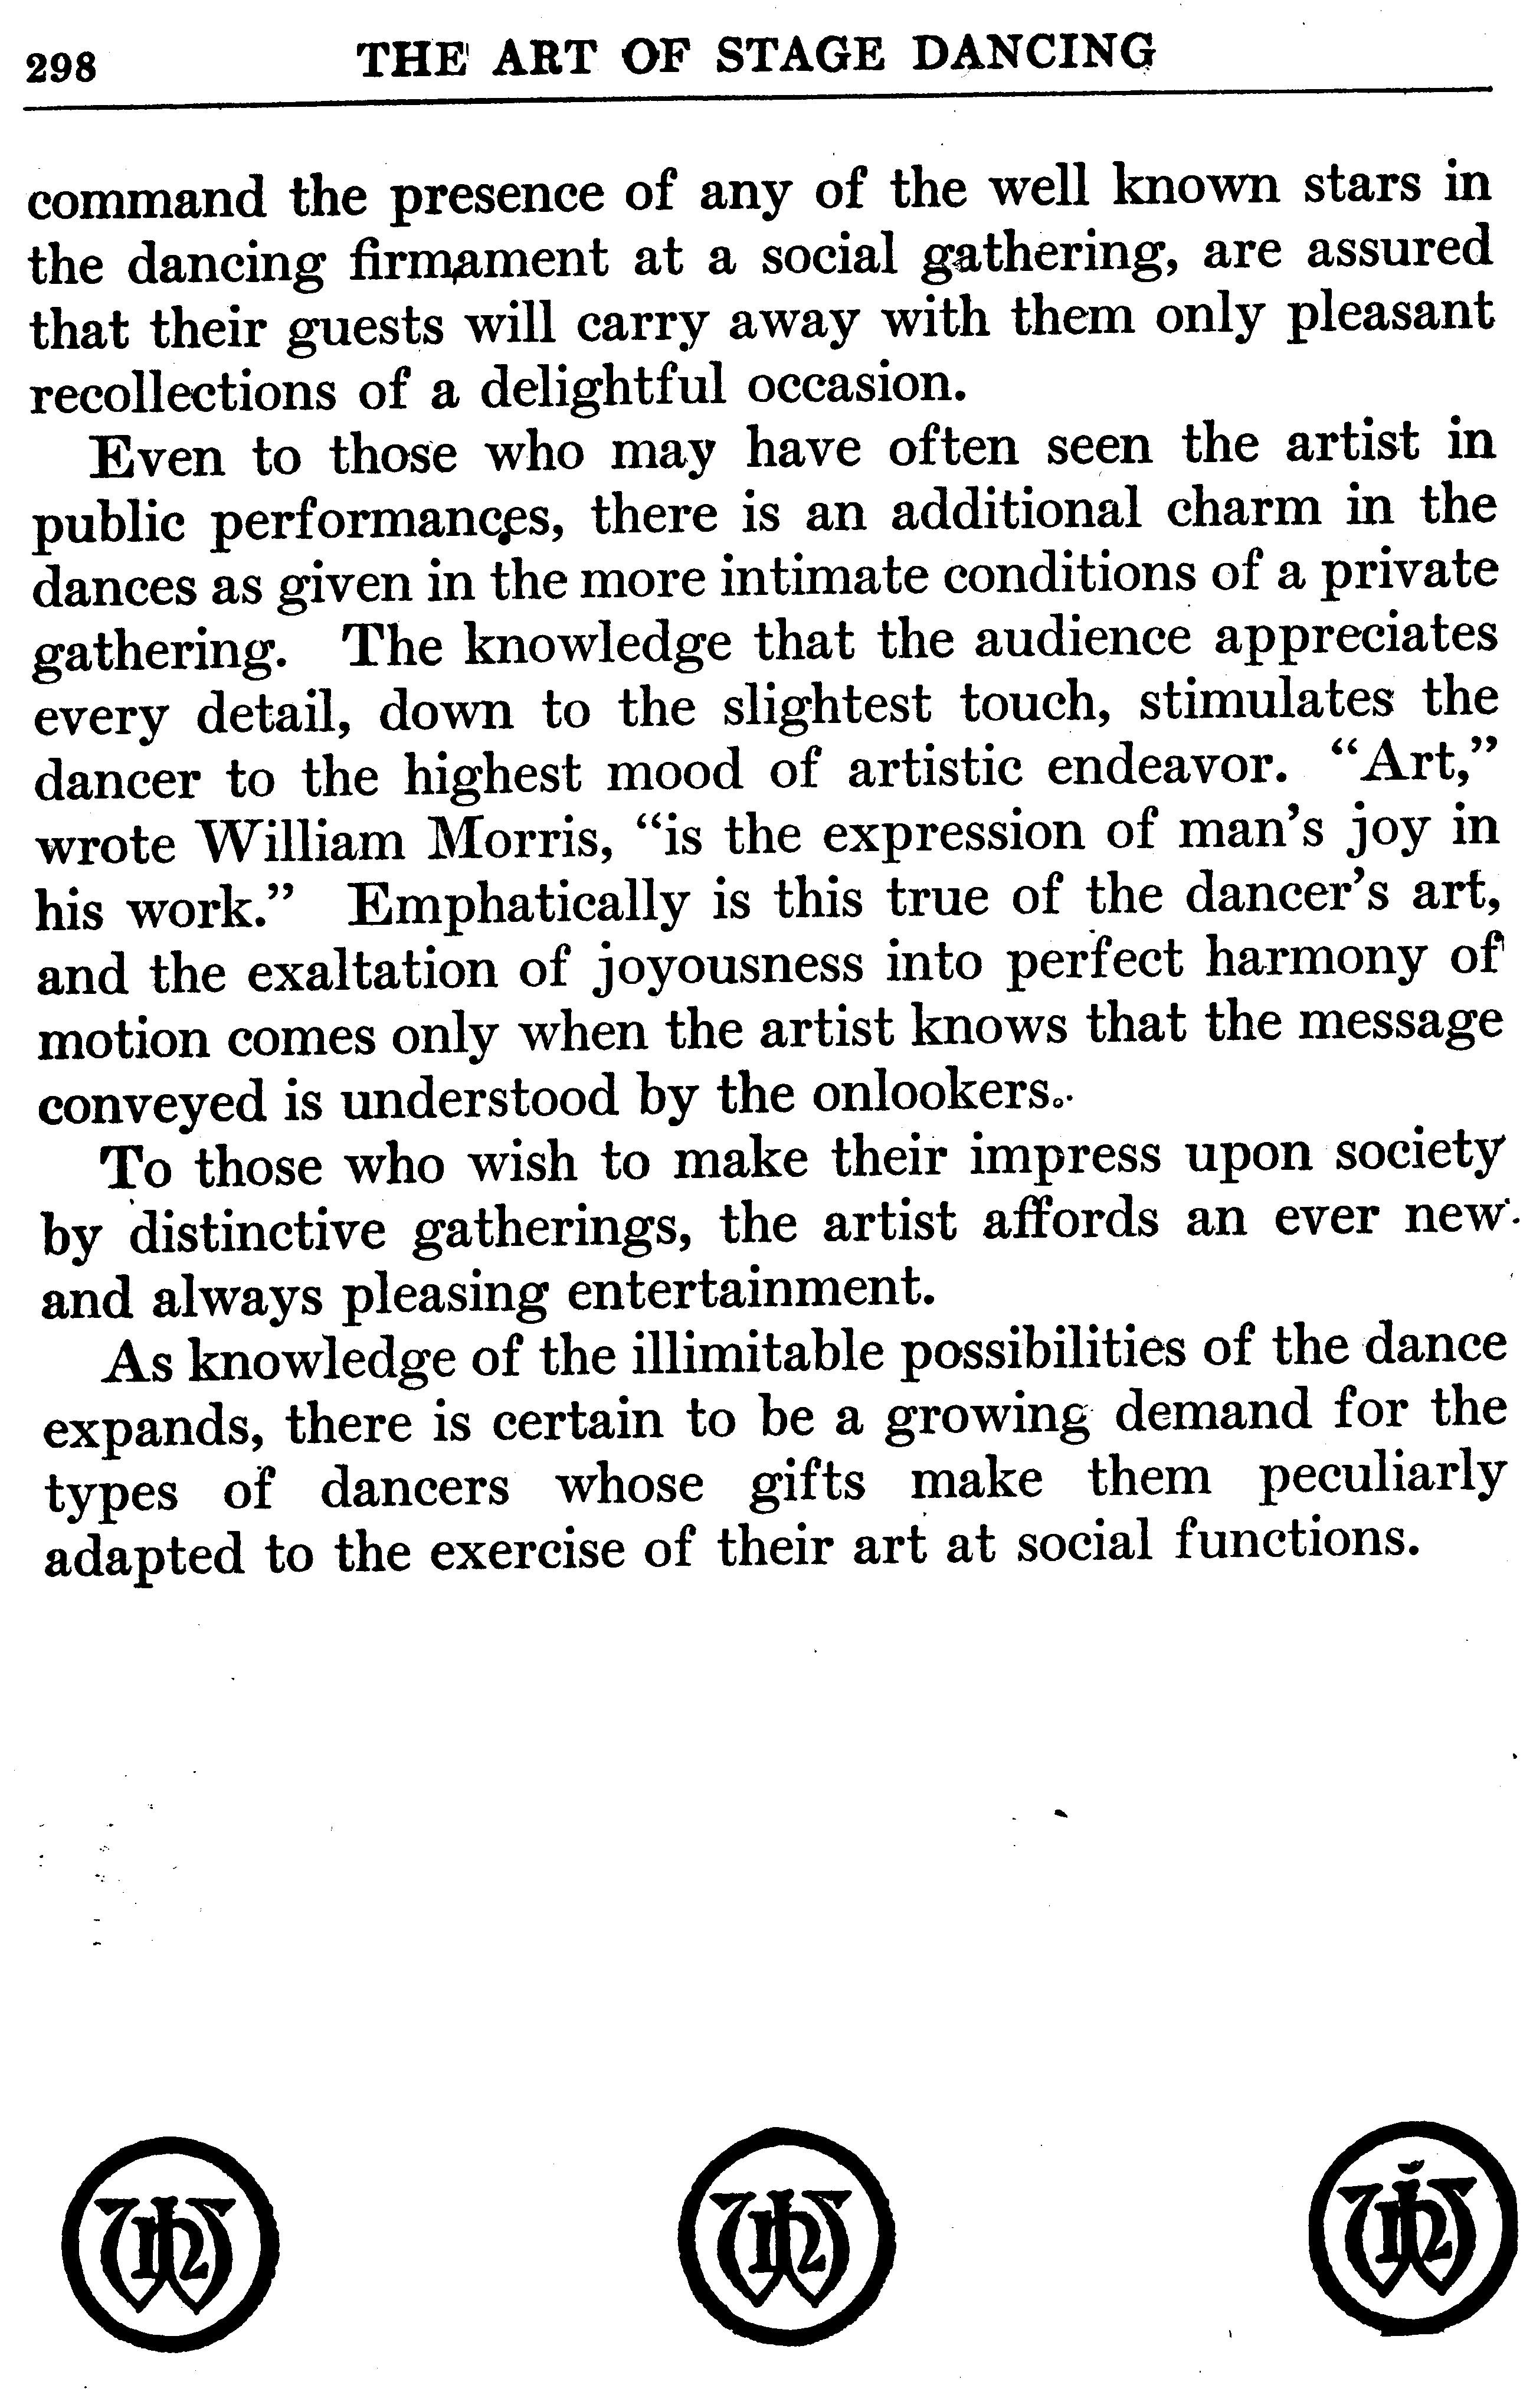 298 THE ART OF STAGE DANCING
command the presence of any of the well known stars in
the dancing firmament at a social gathering, are assured
that their guests will carry away with them only pleasant
recollections of a delightful occasion.
Even to those who may have often seen the artist in
public performances, there is an additional charm in the
dances as given in the more intimate conditions of a private
gathering. The knowledge that the audience appreciates
every detail, down to the slightest touch, stimulates the
dancer to the highest mood of artistic endeavor. “Art,”
wrote William Morris, “is the expression of man’s joy in
his work.” Emphatically is this true of the dancer’s art,
and the exaltation of joyousness into perfect harmony of
motion comes only when the artist knows that the message
conveyed is understood by the onlookers.
To those who wish to make their impress upon society
by distinctive gatherings, the artist affords an ever new
and always pleasing entertainment.
As knowledge of the illimitable possibilities of the dance
expands, there is certain to be a growing demand for the
types of dancers whose gifts make them peculiarly
adapted to the exercise of their art at social functions.